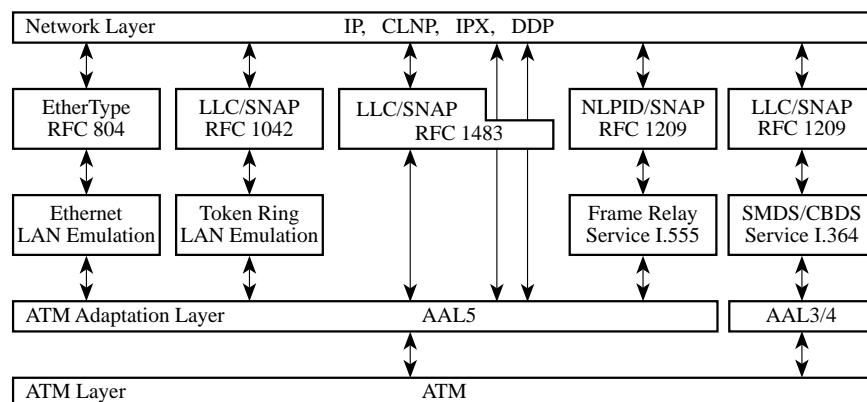 Network Layer IP, CLNP, IPX, DDP
EtherType
RFC 804
LLC/SNAP
RFC 1042
LLC/SNAP
RFC 1483
NLPID/SNAP
RFC 1209
LLC/SNAP
RFC 1209
Ethernet
LAN Emulation
Token Ring
LAN Emulation
Frame Relay
Service I.555
SMDS/CBDS
Service I.364
ATM Adaptation Layer AAL5
AAL3/4
ATM Layer ATM